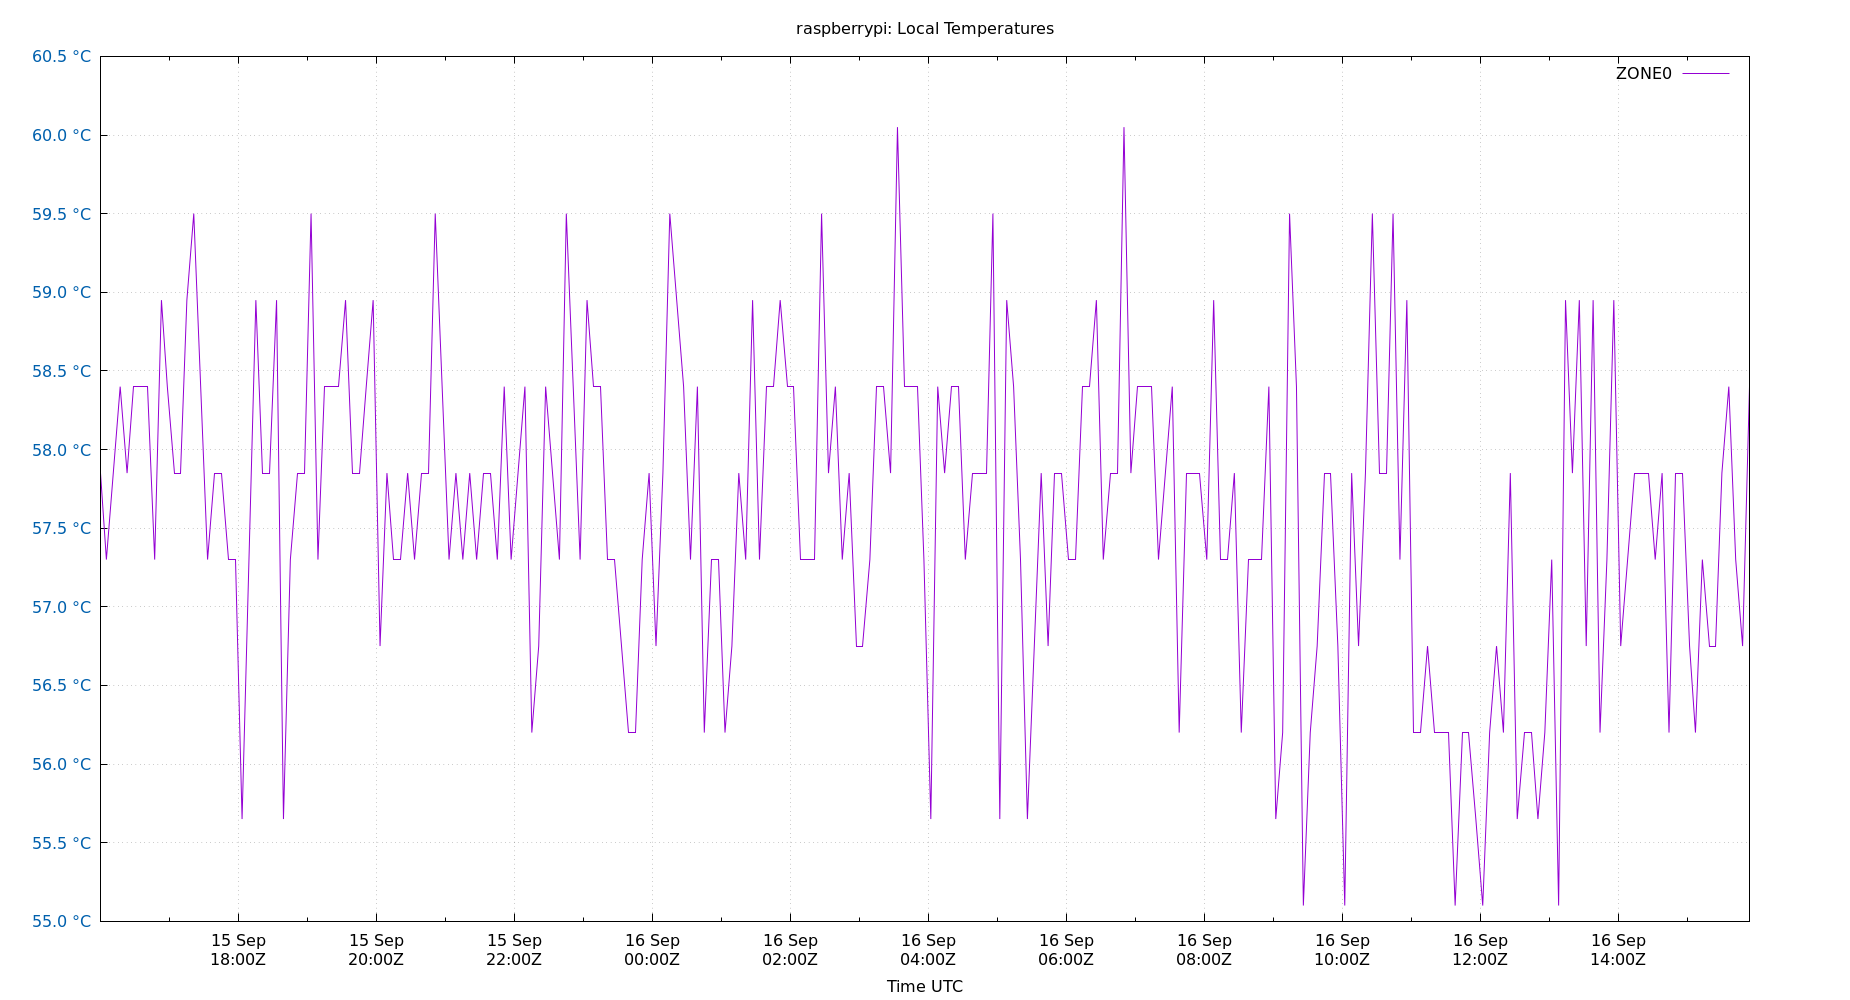 raspberrypi: Local Temperatures
60.5 °C
60.0 °C
59.5 °C
59.0 °C
58.5 °C
58.0 °C
57.5 °C
57.0 °C
56.5 °C
56.0 °C
55.5 °C
55.0 °C
ZONE0
15 Sep 15 Sep 15 Sep 16 Sep 16 Sep 16 Sep 16 Sep 16 Sep 16 Sep 16 Sep 16 Sep
18:00Z 20:00Z 22:00Z 00:00Z 02:00Z 04:00Z 06:00Z 08:00Z 10:00Z 12:00Z 14:00Z
Time UTC